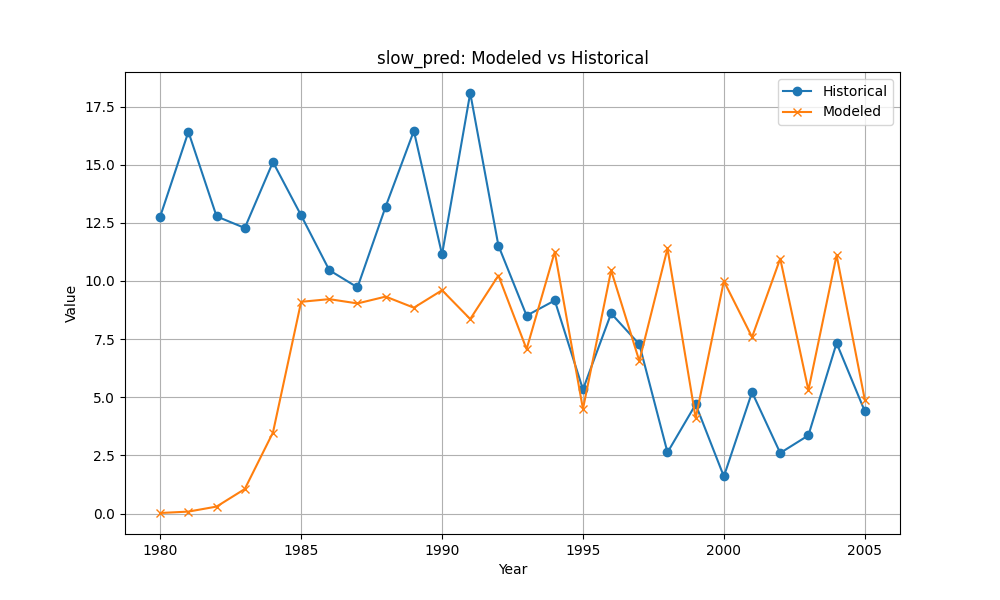 slow_pred: Modeled vs Historical
Historical
Modeled
Value
17.5
15.0
12.5
10.0
7.5
5.0
2.5
0.0
1980 1985 1990 1995 2000 2005
Year